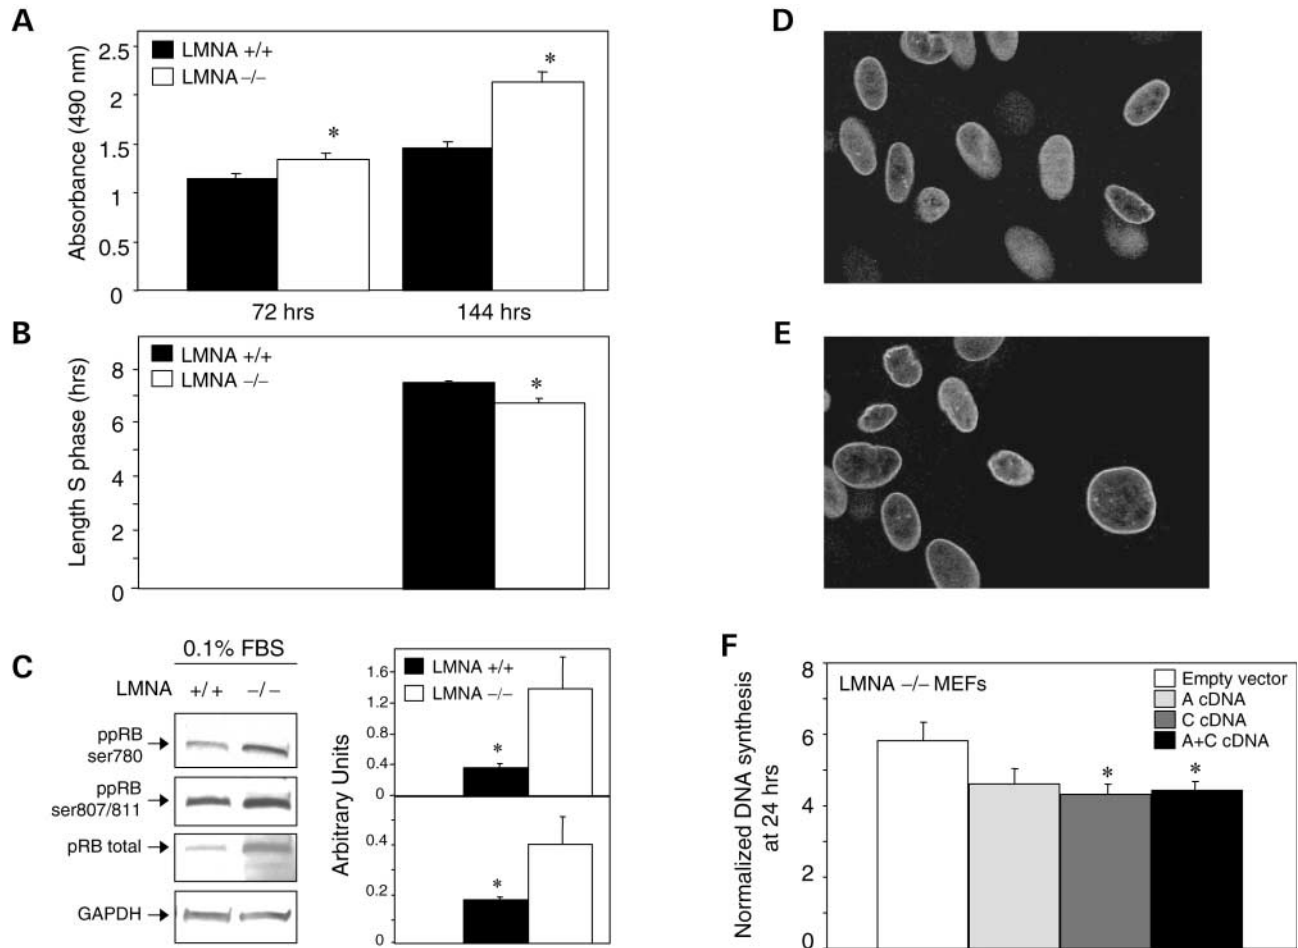 A
Absorbance (490 nm)
2.5
2
1.5
1
0.5
0
LMNA +/+
LMNA –/–
*
*
72 hrs
144 hrs
B
Length S phase (hrs)
8
6
4
2
0
LMNA +/+
LMNA –/–
*
C
0.1% FBS
LMNA +/+ –/–
ppRB
ser780
ppRB
ser807/811
pRB total
GAPDH
Arbitrary Units
1.6
1.2
0.8
0.4
0
LMNA +/+
LMNA –/–
*
0.4
0.2
0
*
D
E
F
Normalized DNA synthesis
at 24 hrs
8
6
4
2
0
LMNA –/– MEFs
Empty vector
A cDNA
C cDNA
A+C cDNA
*
*